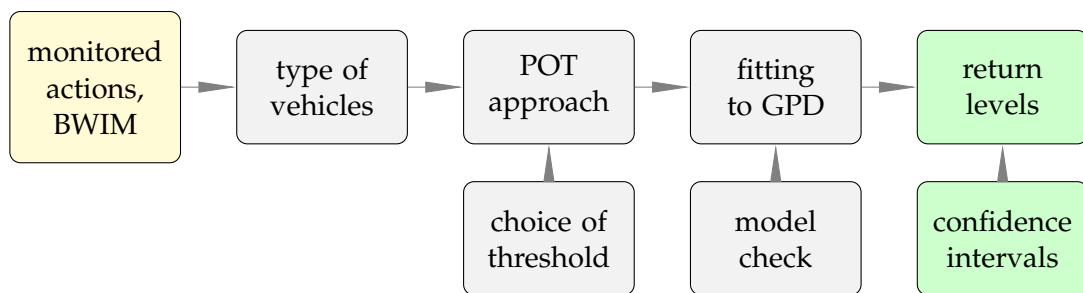 monitored
actions,
BWIM
type of
vehicles
POT
approach
fitting
to GPD
return
levels
choice of
threshold
model
check
confidence
intervals